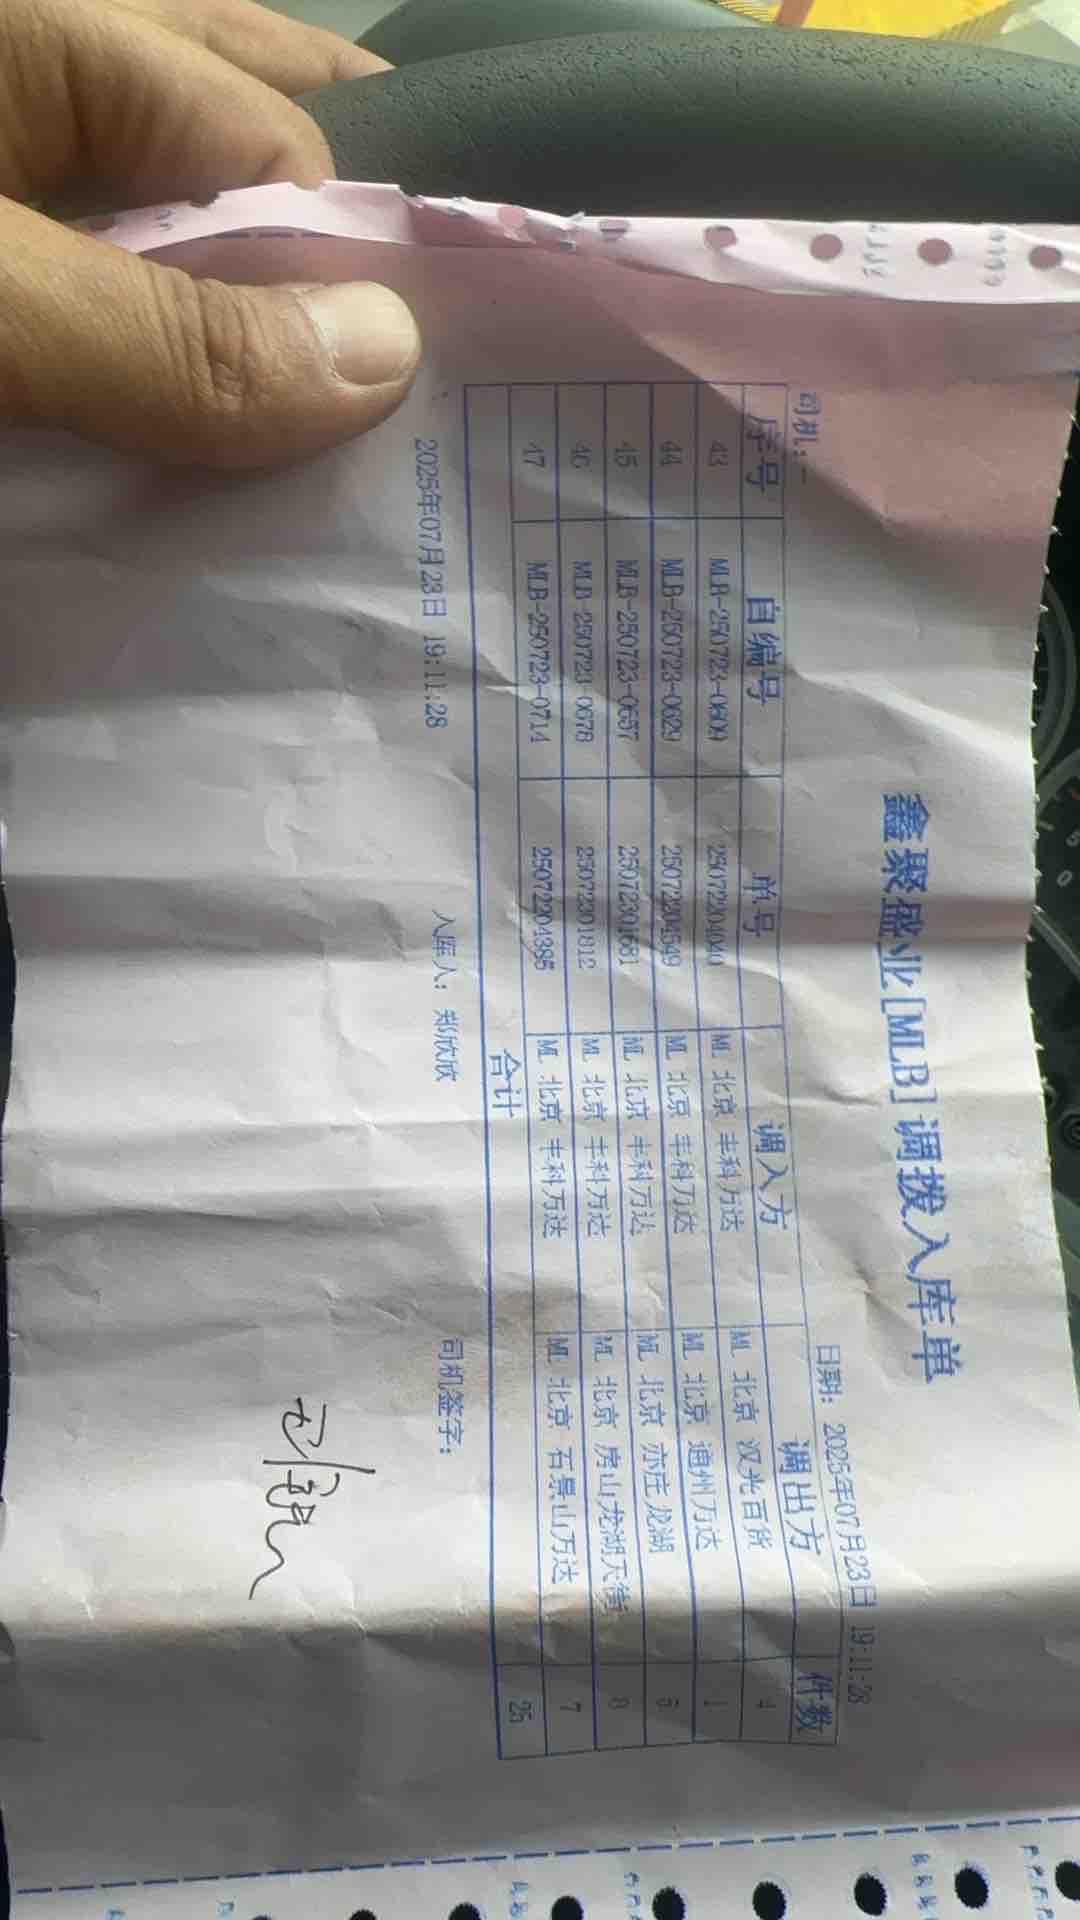 鑫聚盛业[MLB]调拨入库单
司机:
日期: 2025年07月23日 19:11:28
序号 自编号 单号 调入方 调出方 件数
43 MLB-250723-0609 25072204040 ML 北京 丰科万达 ML 北京 汉光百货 4
44 MLB-250723-0629 25072204549 ML 北京 丰科万达 ML 北京 通州万达 1
45 MLB-250723-0657 25072301681 ML 北京 丰科万达 ML 北京 亦庄龙湖 5
46 MLB-250723-0678 25072301812 ML 北京 丰科万达 ML 北京 房山龙湖天街 8
47 MLB-250723-0714 25072204385 ML 北京 丰科万达 ML 北京 石景山万达 7
合计 25
2025年07月23日 19:11:28 入库人: 郑欣欣 司机签字: